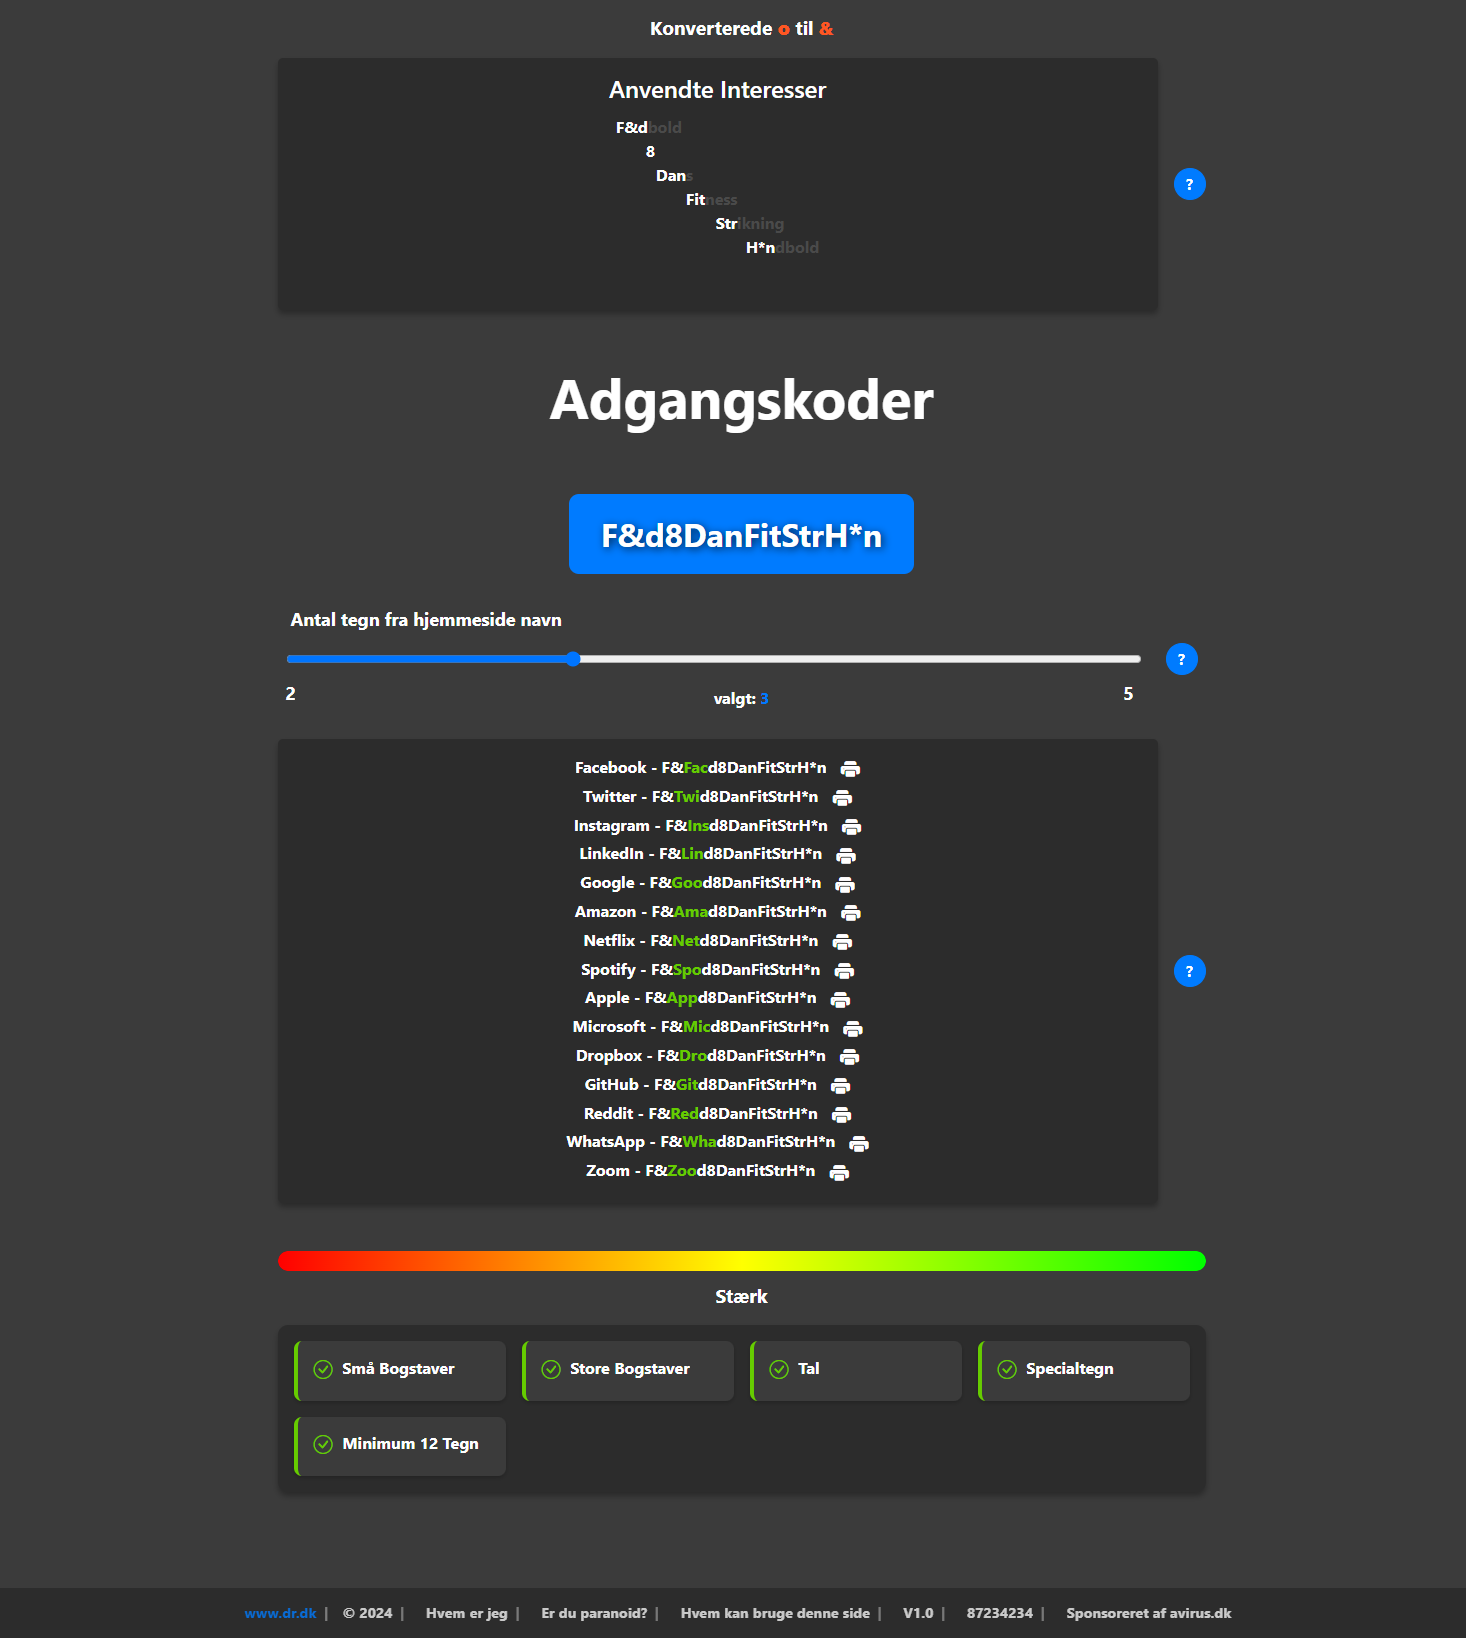 Konverterede o til &
Anvendte Interesser
F&dbold
8
Dans
Fitness
?
Strikning
H*ndbold
Adgangskoder
F&d8DanFitStrH*n
Antal tegn fra hjemmeside navn
?
2
valgt: 3
5
Facebook - F&Facd8DanFitStrH*n
Twitter - F&Twid8DanFitStrH*n
Instagram - F&Insd8DanFitStrH*n
LinkedIn - F&Lind8DanFitStrH*n
Google - F&Good8DanFitStrH*n
Amazon - F&Amad8DanFitStrH*n
Netflix - F&Netd8DanFitStrH*n
Spotify - F&Spod8DanFitStrH*n
?
Apple - F&Appd8DanFitStrH*n
Microsoft - F&Micd8DanFitStrH*n
Dropbox - F&Drod8DanFitStrH*n
GitHub - F&Gitd8DanFitStrH*n
Reddit - F&Redd8DanFitStrH*n
WhatsApp - F&Whad8DanFitStrH*n
Zoom - F&Zood8DanFitStrH*n
Stærk
Små Bogstaver
Store Bogstaver
Tal
Specialtegn
Minimum 12 Tegn
www.dr.dk | © 2024 | Hvem er jeg | Er du paranoid? | Hvem kan bruge denne side | V1.0 | 87234234 | Sponsoreret af avirus.dk